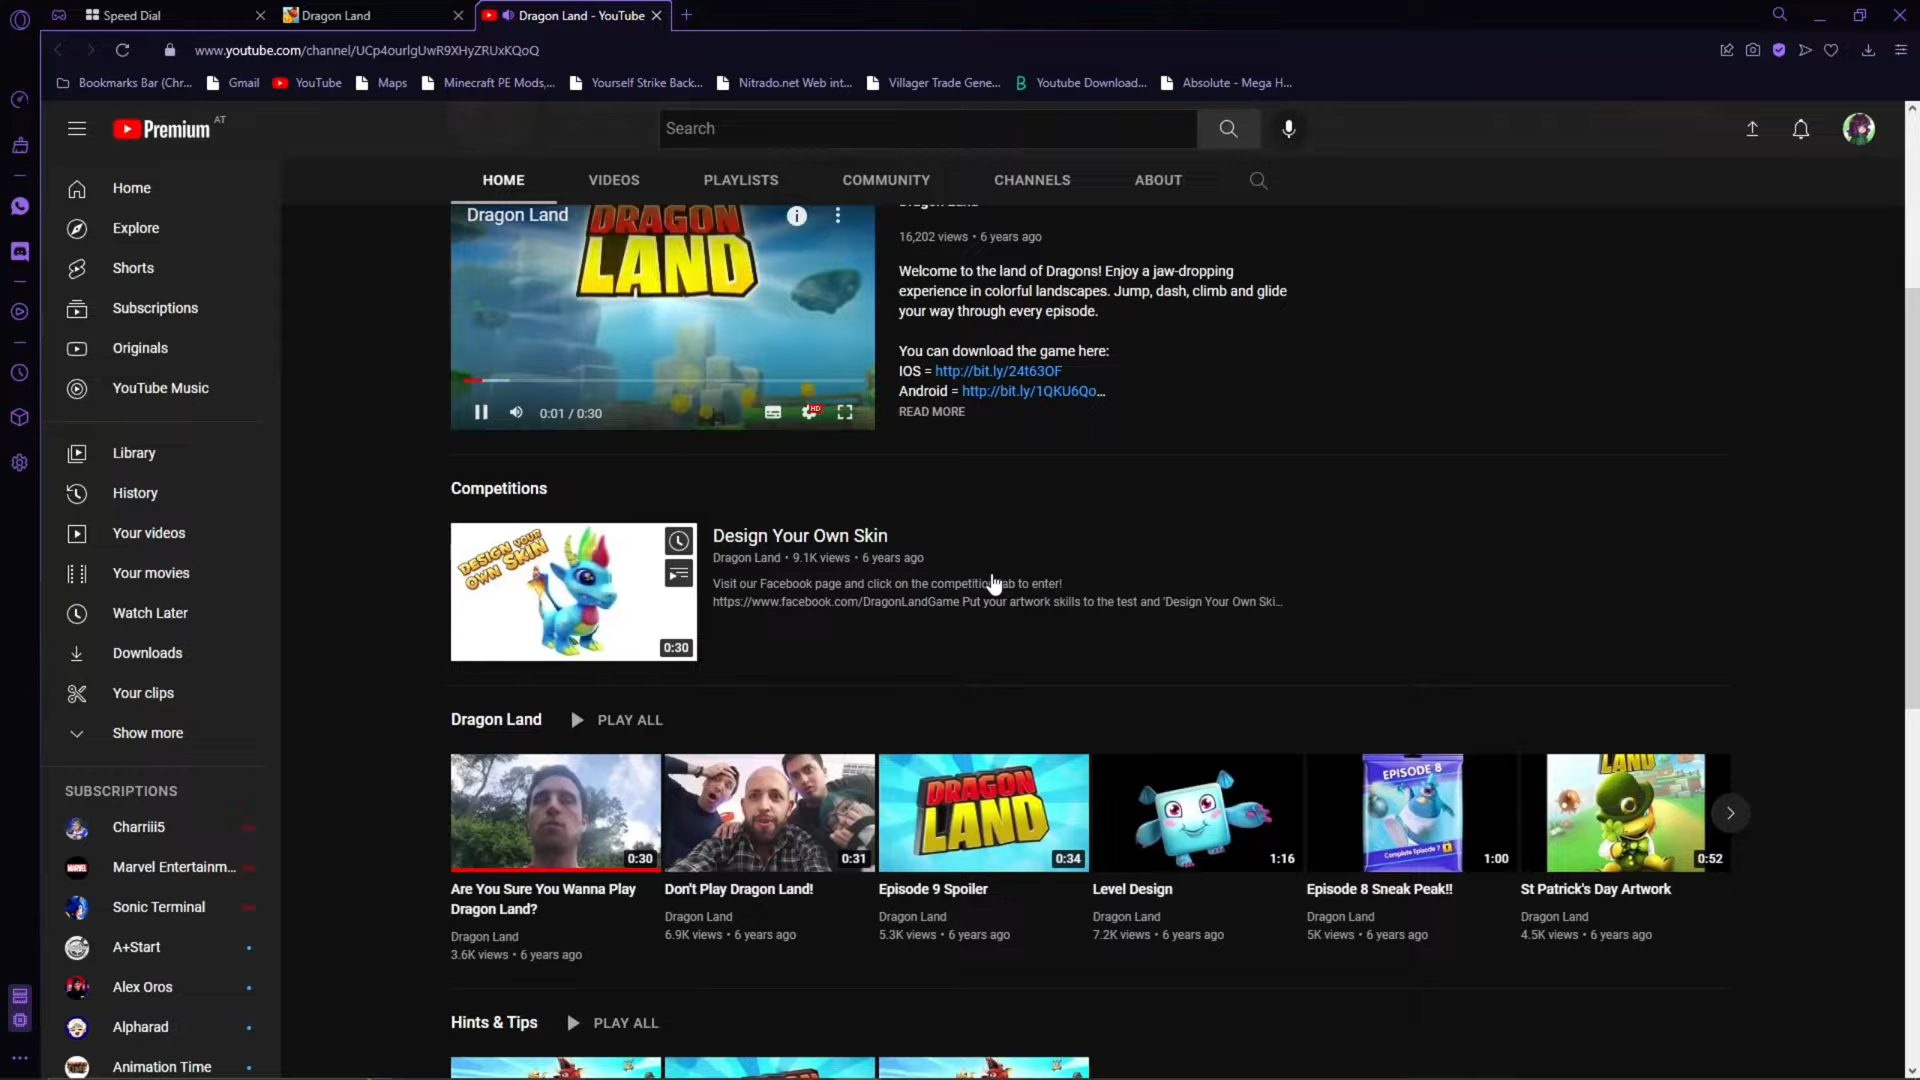 Speed Dial
Dragon Land
Dragon Land - YouTube
www.youtube.com/channel/UCp4ourlgUwR9XHyZRUxKQoQ
Bookmarks Bar (Chr...
Gmail
YouTube
Maps
Minecraft PE Mods,...
Yourself Strike Back...
Nitrado.net Web int...
Villager Trade Gene...
Youtube Download...
Absolute - Mega H...
Premium AT
Search
HOME
VIDEOS
PLAYLISTS
COMMUNITY
CHANNELS
ABOUT
Home
Explore
Shorts
Subscriptions
Originals
YouTube Music
Library
History
Your videos
Your movies
Watch Later
Downloads
Your clips
Show more
SUBSCRIPTIONS
Charriii5
Marvel Entertainm...
Sonic Terminal
A+Start
Alex Oros
Alpharad
Animation Time
Dragon Land
DRAGON
LAND
0:01 / 0:30
HD
16,202 views • 6 years ago
Welcome to the land of Dragons! Enjoy a jaw-dropping
experience in colorful landscapes. Jump, dash, climb and glide
your way through every episode.
You can download the game here:
IOS = http://bit.ly/24t63OF
Android = http://bit.ly/1QKU6Qo...
READ MORE
Competitions
DESIGN YOUR
OWN SKIN
0:30
Design Your Own Skin
Dragon Land • 9.1K views • 6 years ago
Visit our Facebook page and click on the competition tab to enter!
https://www.facebook.com/DragonLandGame Put your artwork skills to the test and 'Design Your Own Ski...
Dragon Land
PLAY ALL
0:30
Are You Sure You Wanna Play
Dragon Land?
Dragon Land
3.6K views • 6 years ago
0:31
Don't Play Dragon Land!
Dragon Land
6.9K views • 6 years ago
DRAGON
LAND
0:34
Episode 9 Spoiler
Dragon Land
5.3K views • 6 years ago
1:16
Level Design
Dragon Land
7.2K views • 6 years ago
EPISODE 8
Complete Episode 7
1:00
Episode 8 Sneak Peak!!
Dragon Land
5K views • 6 years ago
LAND
0:52
St Patrick's Day Artwork
Dragon Land
4.5K views • 6 years ago
Hints & Tips
PLAY ALL